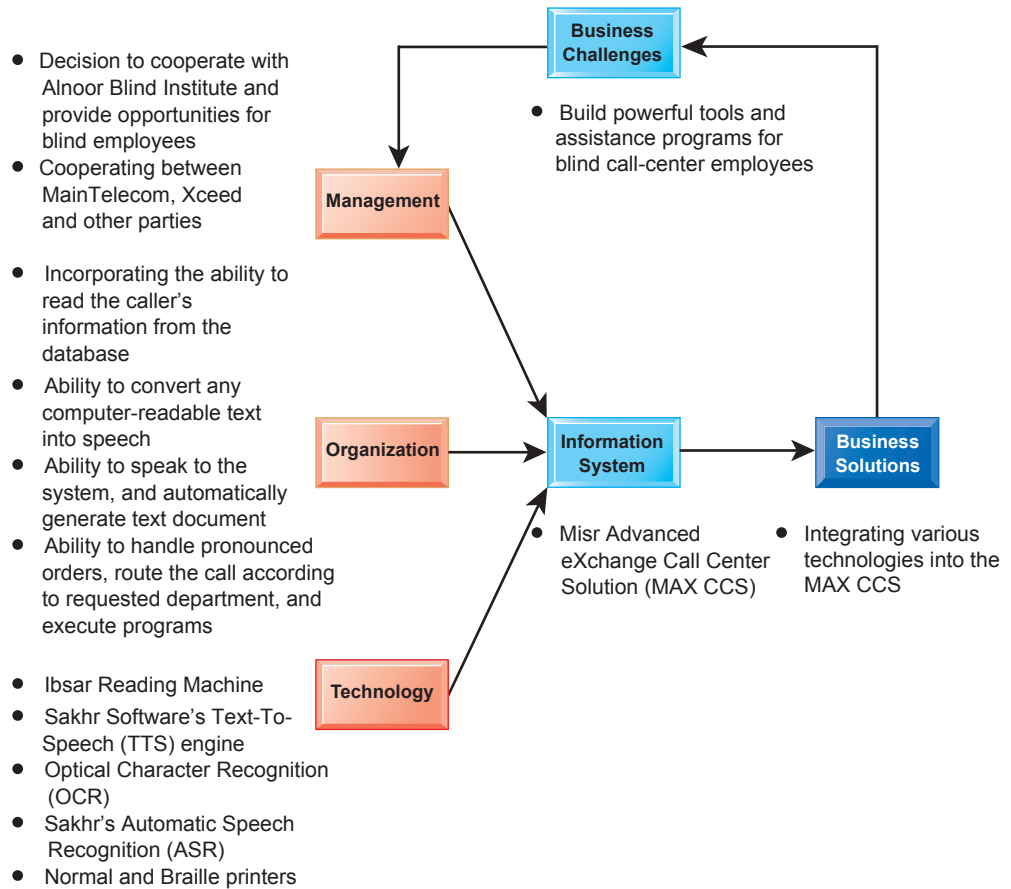 Business
Challenges
• Build powerful tools and
assistance programs for
blind call-center employees
• Decision to cooperate with
Alnoor Blind Institute and
provide opportunities for
blind employees
• Cooperating between
MainTelecom, Xceed
and other parties
Management
• Incorporating the ability to
read the caller’s
information from the
database
• Ability to convert any
computer-readable text
into speech
• Ability to speak to the
system, and automatically
generate text document
• Ability to handle pronounced
orders, route the call according
to requested department, and
execute programs
Organization
Information
System
• Misr Advanced
eXchange Call Center
Solution (MAX CCS)
Business
Solutions
• Integrating various
technologies into the
MAX CCS
• Ibsar Reading Machine
• Sakhr Software’s Text-To-
Speech (TTS) engine
• Optical Character Recognition
(OCR)
• Sakhr’s Automatic Speech
Recognition (ASR)
• Normal and Braille printers
Technology